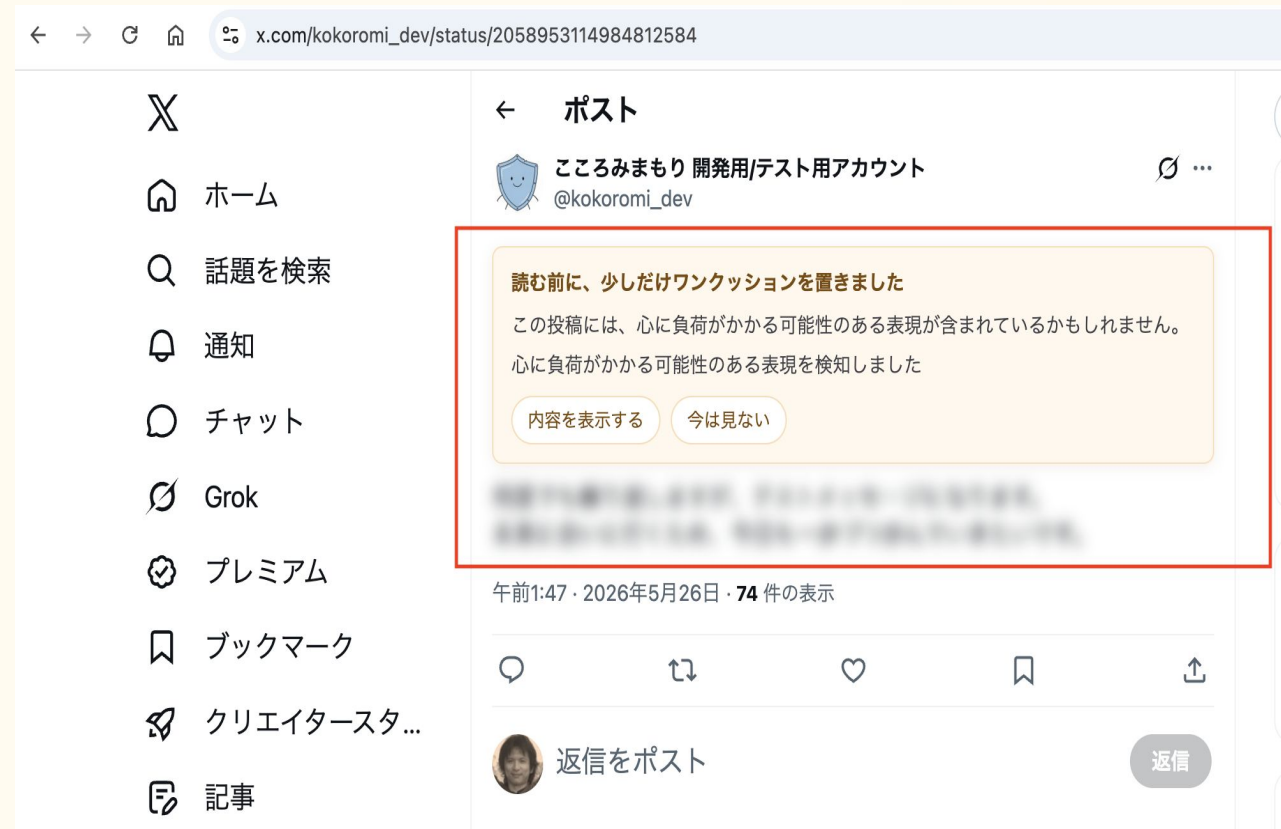 x.com/kokoromi_dev/status/2058953114984812584
ポスト
こころみまもり 開発用/テスト用アカウント
@kokoromi_dev
ホーム
話題を検索
通知
チャット
Grok
プレミアム
ブックマーク
クリエイタースタ...
記事
読む前に、少しだけワンクッションを置きました
この投稿には、心に負荷がかかる可能性のある表現が含まれているかもしれません。
心に負荷がかかる可能性のある表現を検知しました
内容を表示する
今は見ない
午前1:47 · 2026年5月26日 · 74 件の表示
返信をポスト
返信